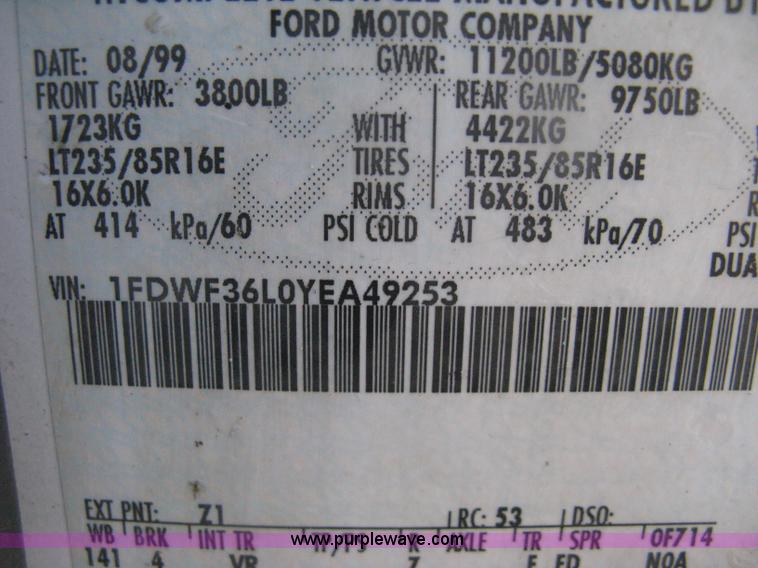 MANUFACTURED
FORD MOTOR COMPANY
DATE: 08/99 GVWR: 11200LB/5080KG
FRONT GAWR: 3800LB REAR GAWR: 9750LB
1723KG WITH 4422KG
LT235/85R16E TIRES LT235/85R16E
16X6.0K RIMS 16X6.0K
AT 414 kPa/60 PSI COLD AT 483 kPa/70 PSI
DUA
VIN: 1FDWF36L0YEA49253
EXT PNT: Z1 RC: 53 DSO:
WB BRK INT TR AXLE TR SPR OF714
www.purplewave.com
141 4 VR 7 F FD N0A